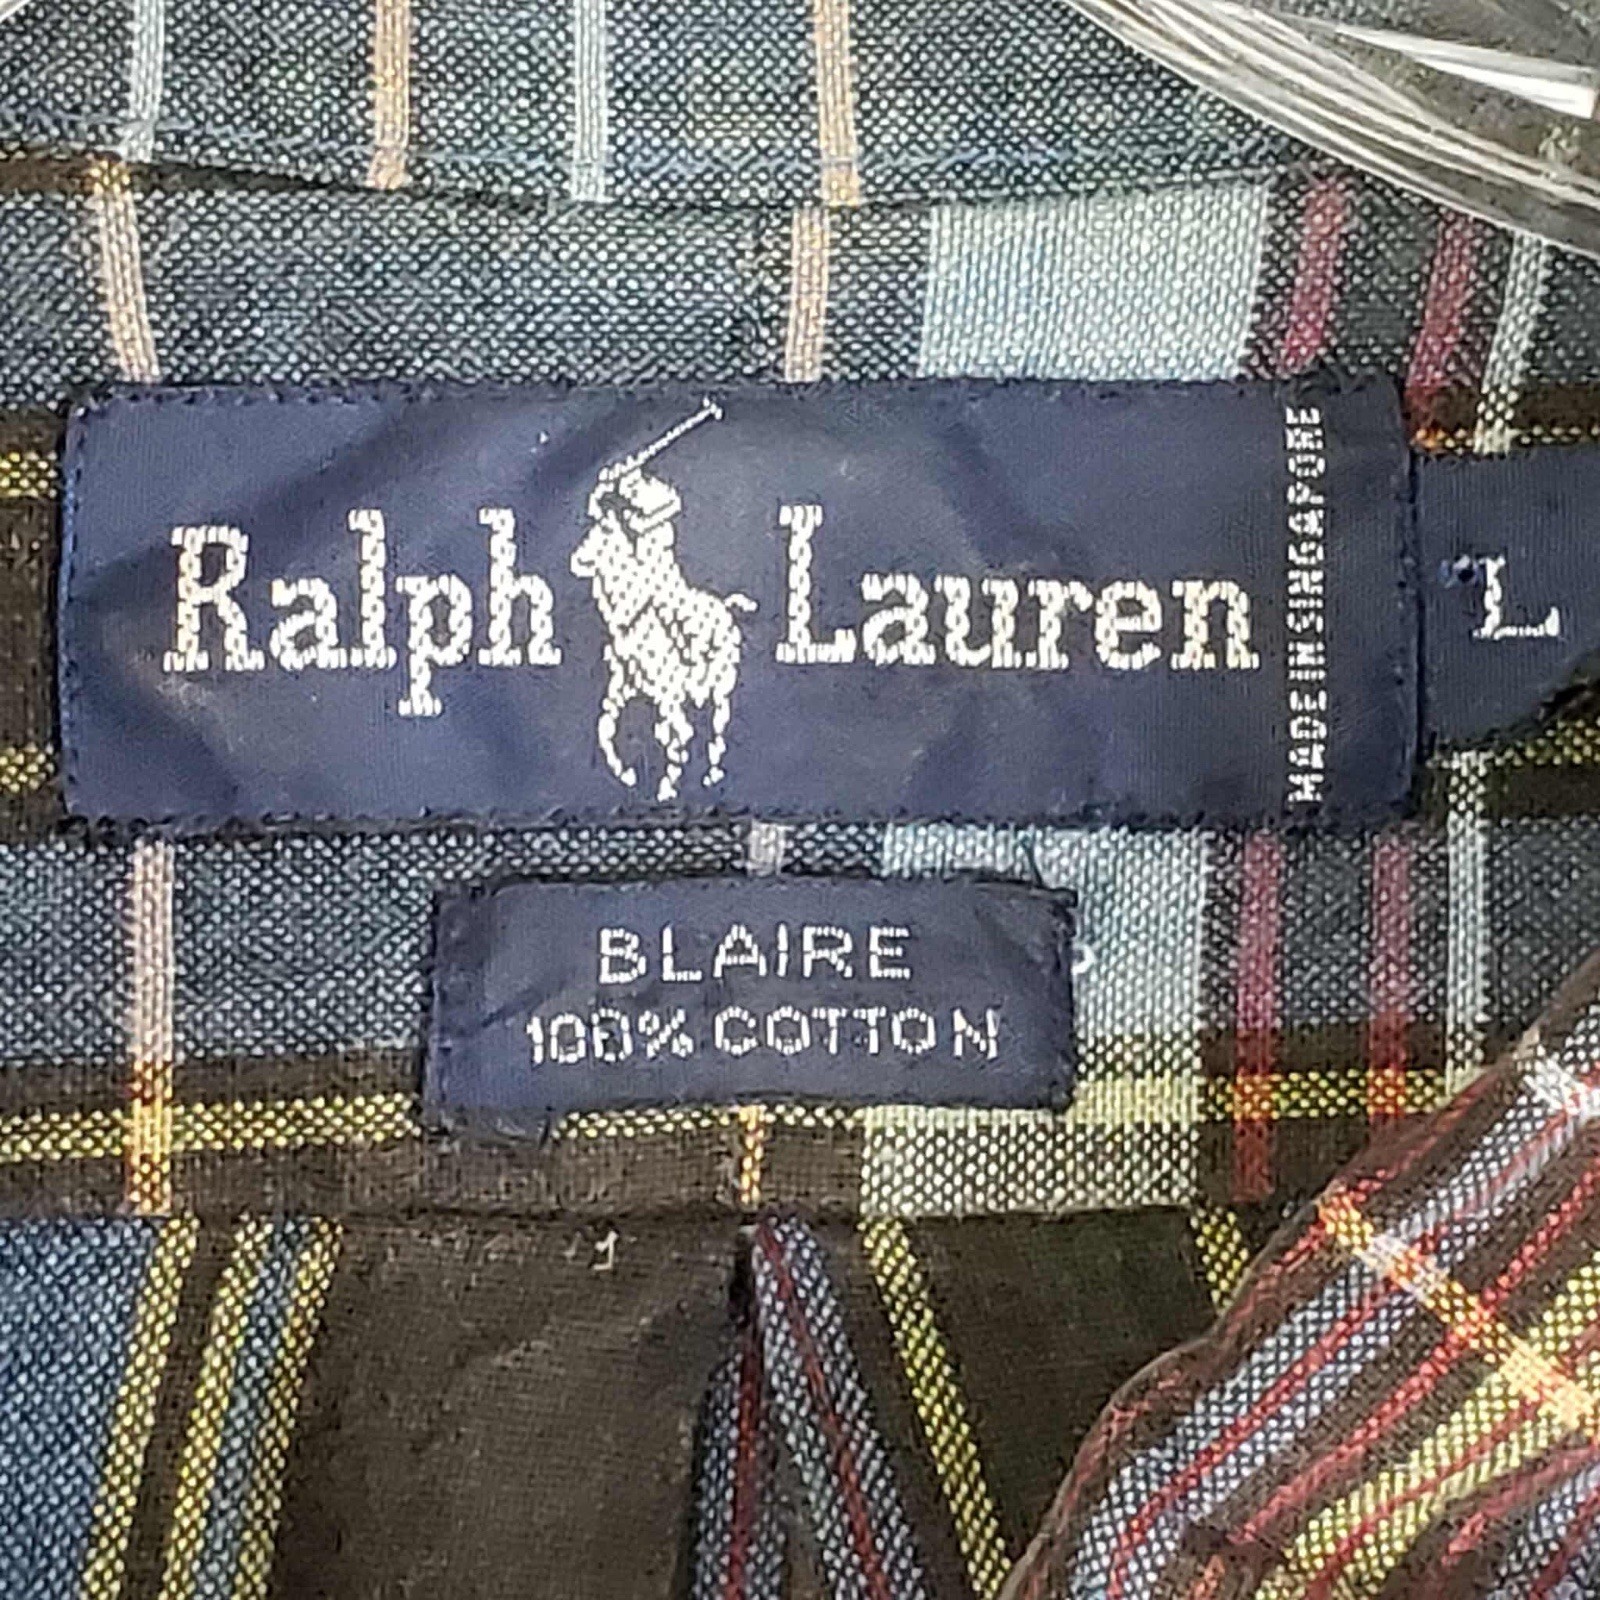 Ralph Lauren
MADE IN SINGAPORE
L
BLAIRE
100% COTTON